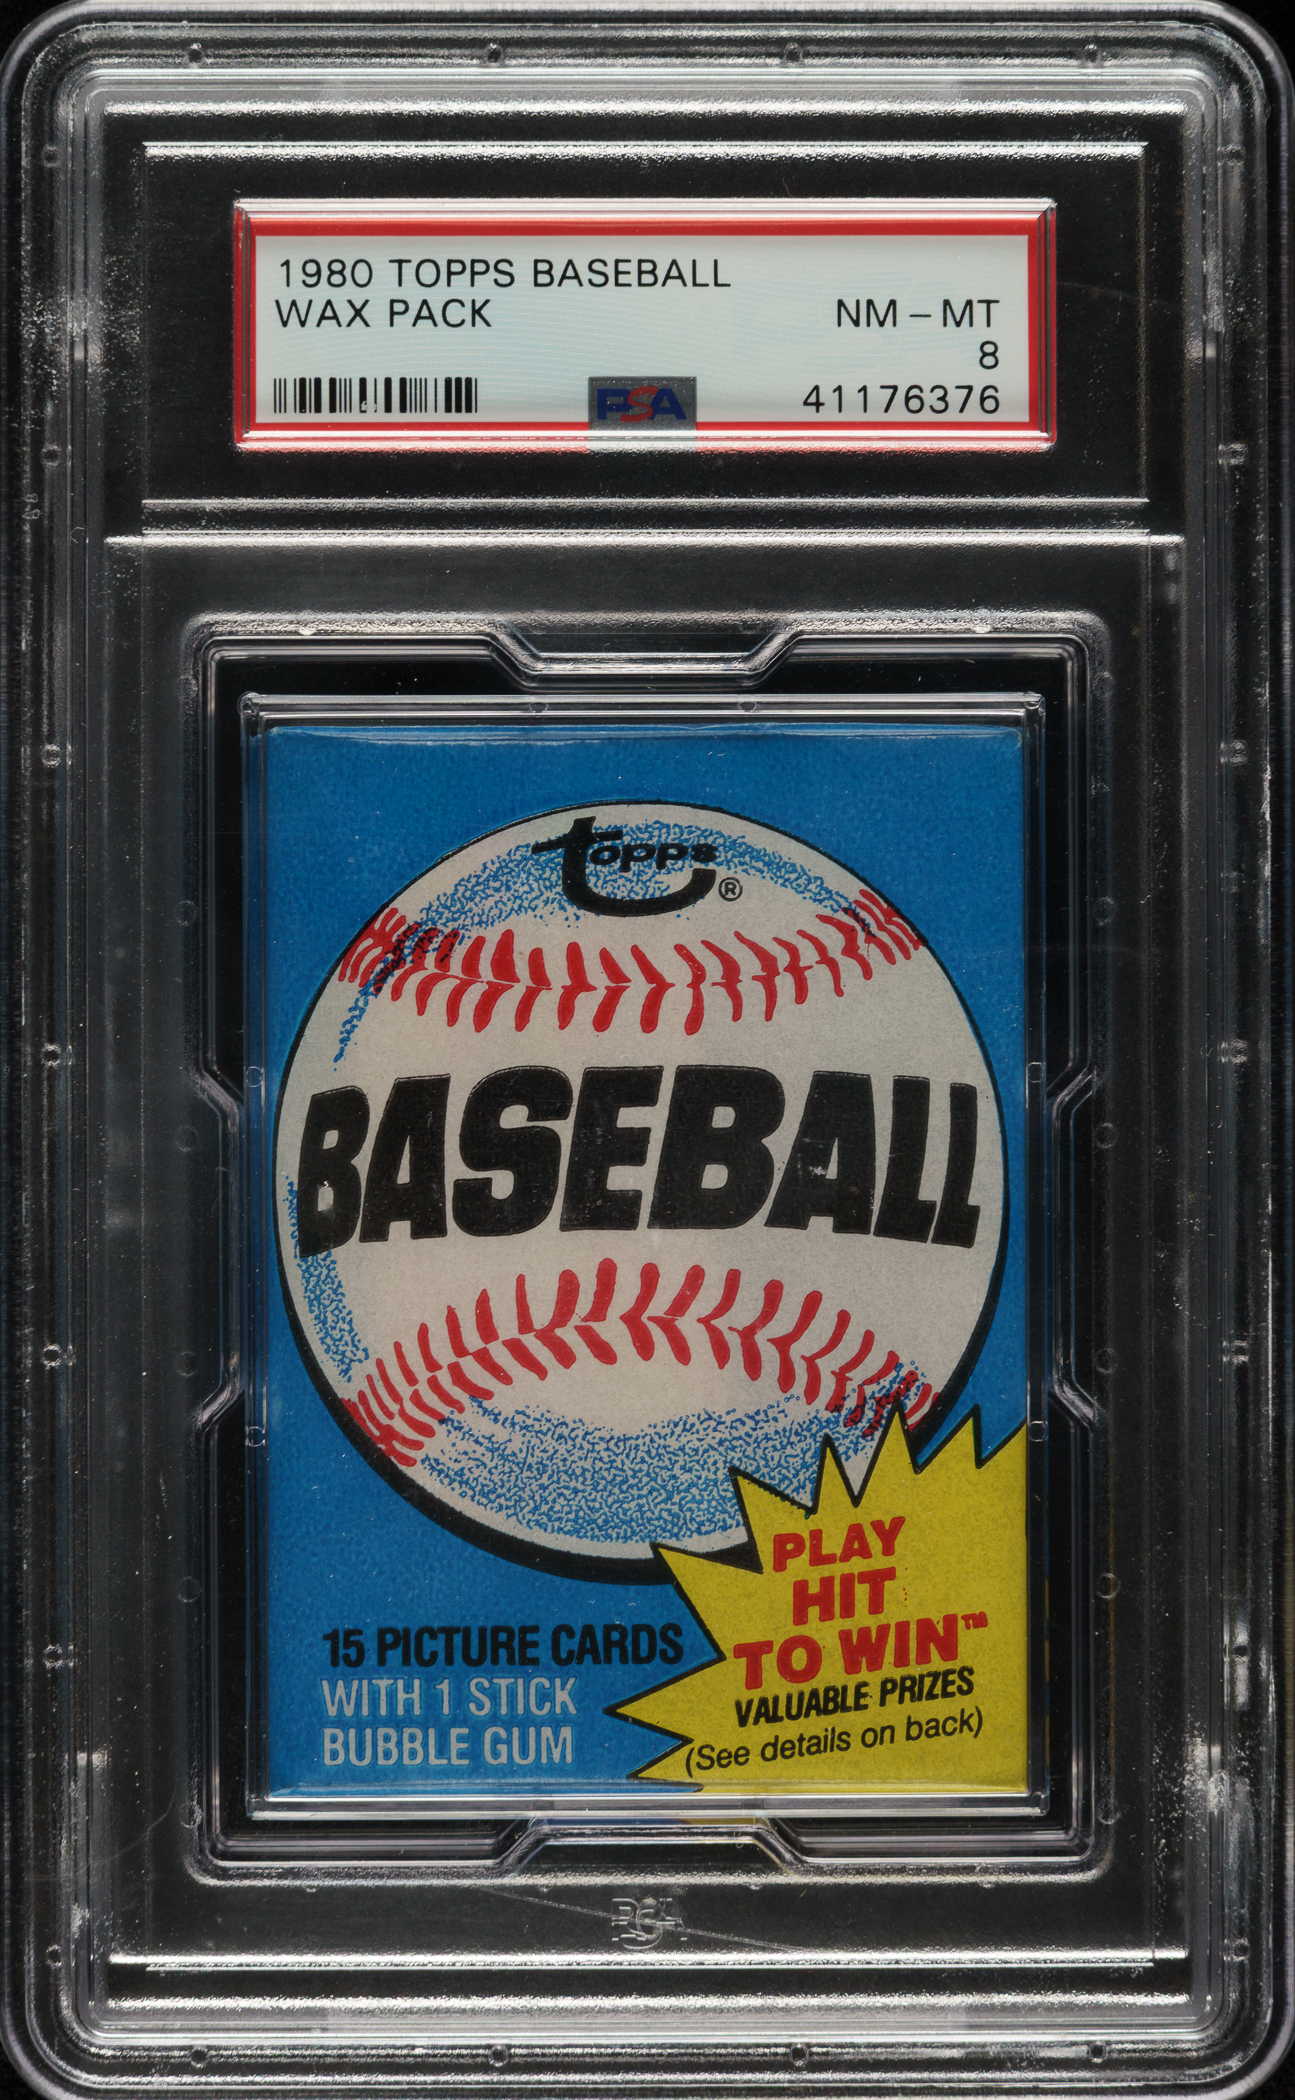 1980 TOPPS BASEBALL
WAX PACK
NM – MT
8
41176376
PSA
topps®
BASEBALL
15 PICTURE CARDS
WITH 1 STICK
BUBBLE GUM
PLAY
HIT
TO WIN™
VALUABLE PRIZES
(See details on back)
PSA